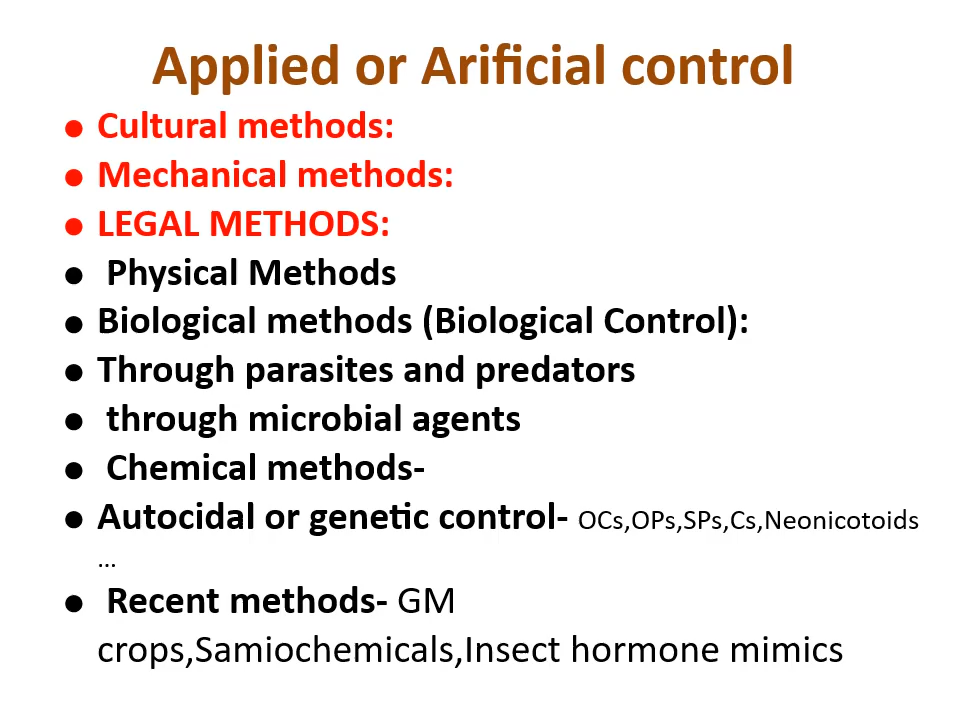 Applied or Arificial control
● Cultural methods:
● Mechanical methods:
● LEGAL METHODS:
● Physical Methods
● Biological methods (Biological Control):
● Through parasites and predators
● through microbial agents
● Chemical methods-
● Autocidal or genetic control- OCs,OPs,SPs,Cs,Neonicotoids
...
● Recent methods- GM
crops,Samiochemicals,Insect hormone mimics